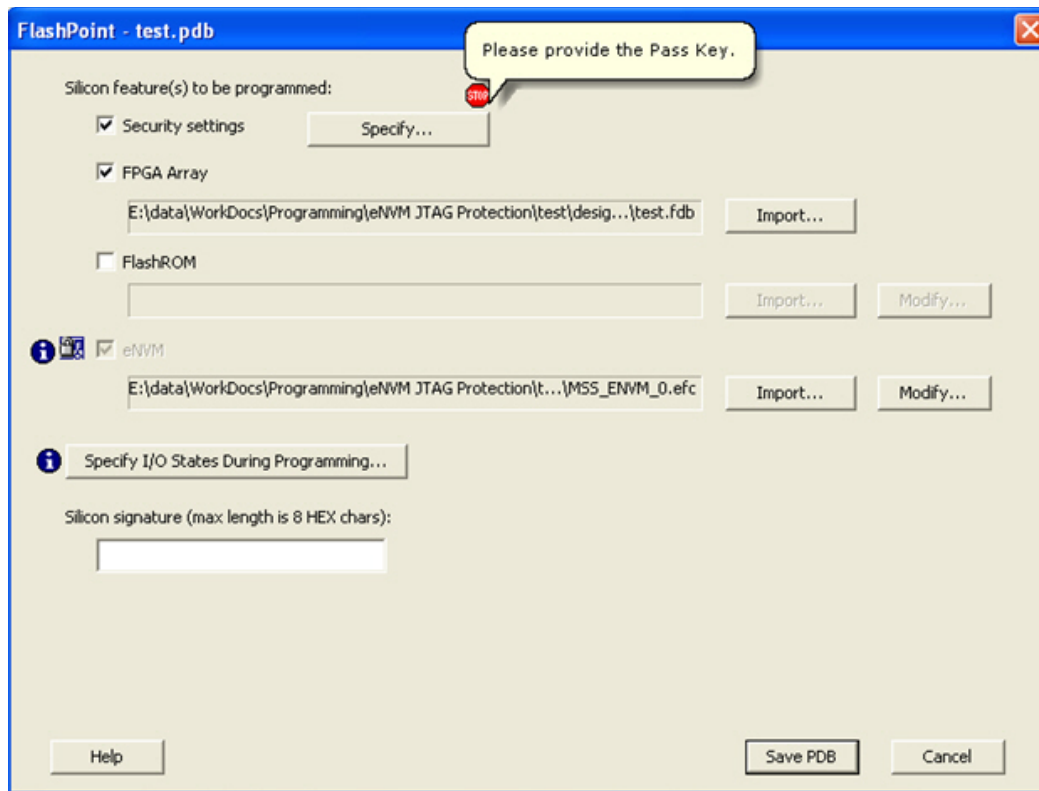 FlashPoint - test.pdb
Please provide the Pass Key.
Silicon feature(s) to be programmed:
STOP
Security settings
Specify...
FPGA Array
E:\data\WorkDocs\Programming\eNVM JTAG Protection\test\desig...\test.fdb
Import...
FlashROM
Import...
Modify...
eNVM
E:\data\WorkDocs\Programming\eNVM JTAG Protection\t...\MSS_ENVM_0.efc
Import...
Modify...
Specify I/O States During Programming...
Silicon signature (max length is 8 HEX chars):
Help
Save PDB
Cancel